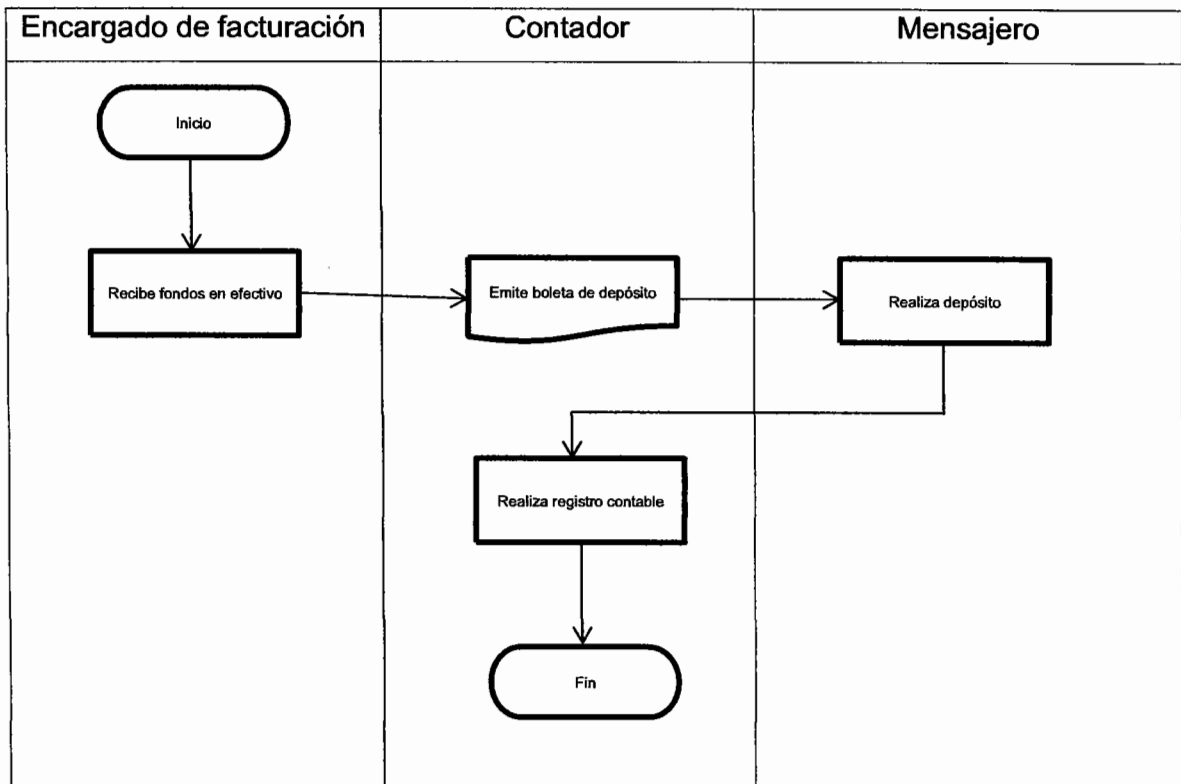 Encargado de facturación
Contador
Mensajero
Inicio
Recibe fondos en efectivo
Emite boleta de depósito
Realiza depósito
Realiza registro contable
Fin